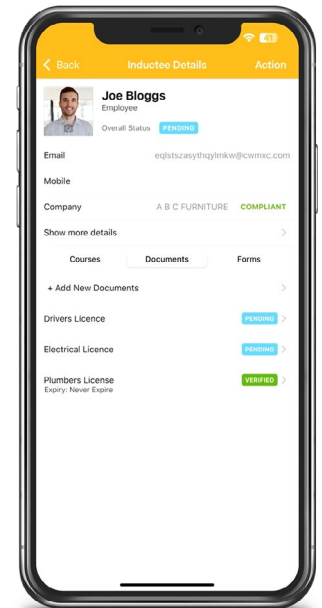 41
Back Inductee Details Action
Joe Bloggs
Employee
Overall Status PENDING
Email eqlstszasythqylmkw@cwmxc.com
Mobile
Company A B C FURNITURE COMPLIANT
Show more details
Courses Documents Forms
+ Add New Documents
Drivers Licence PENDING
Electrical Licence PENDING
Plumbers License VERIFIED
Expiry: Never Expire